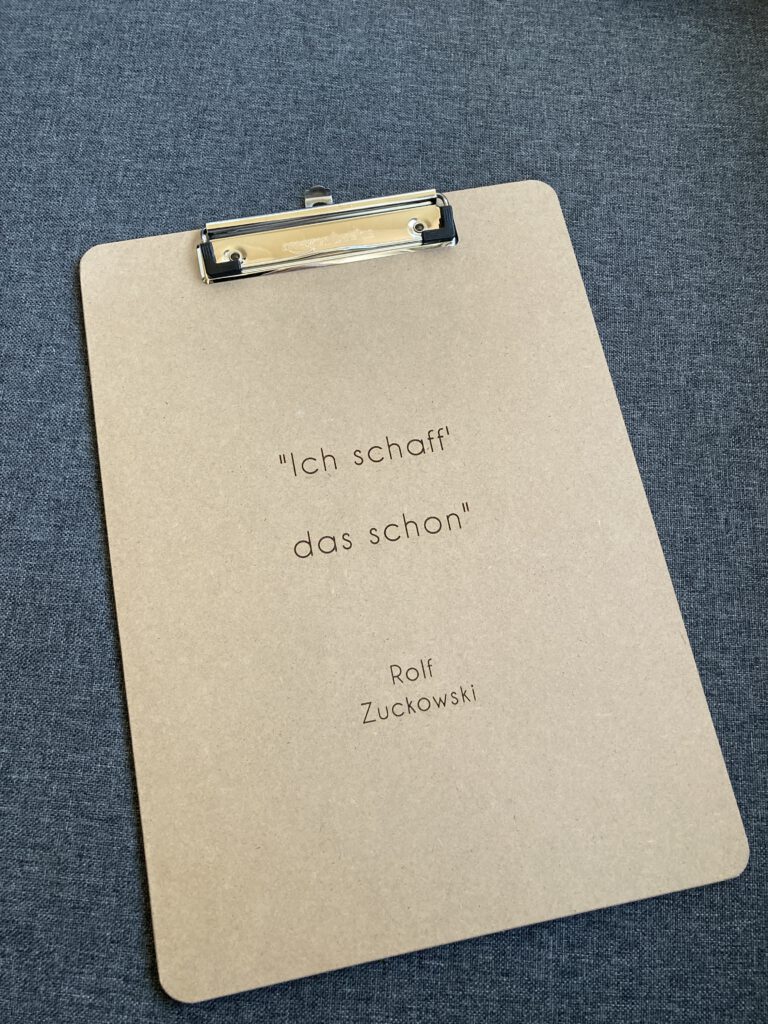 "Ich schaff'
das schon"
Rolf
Zuckowski